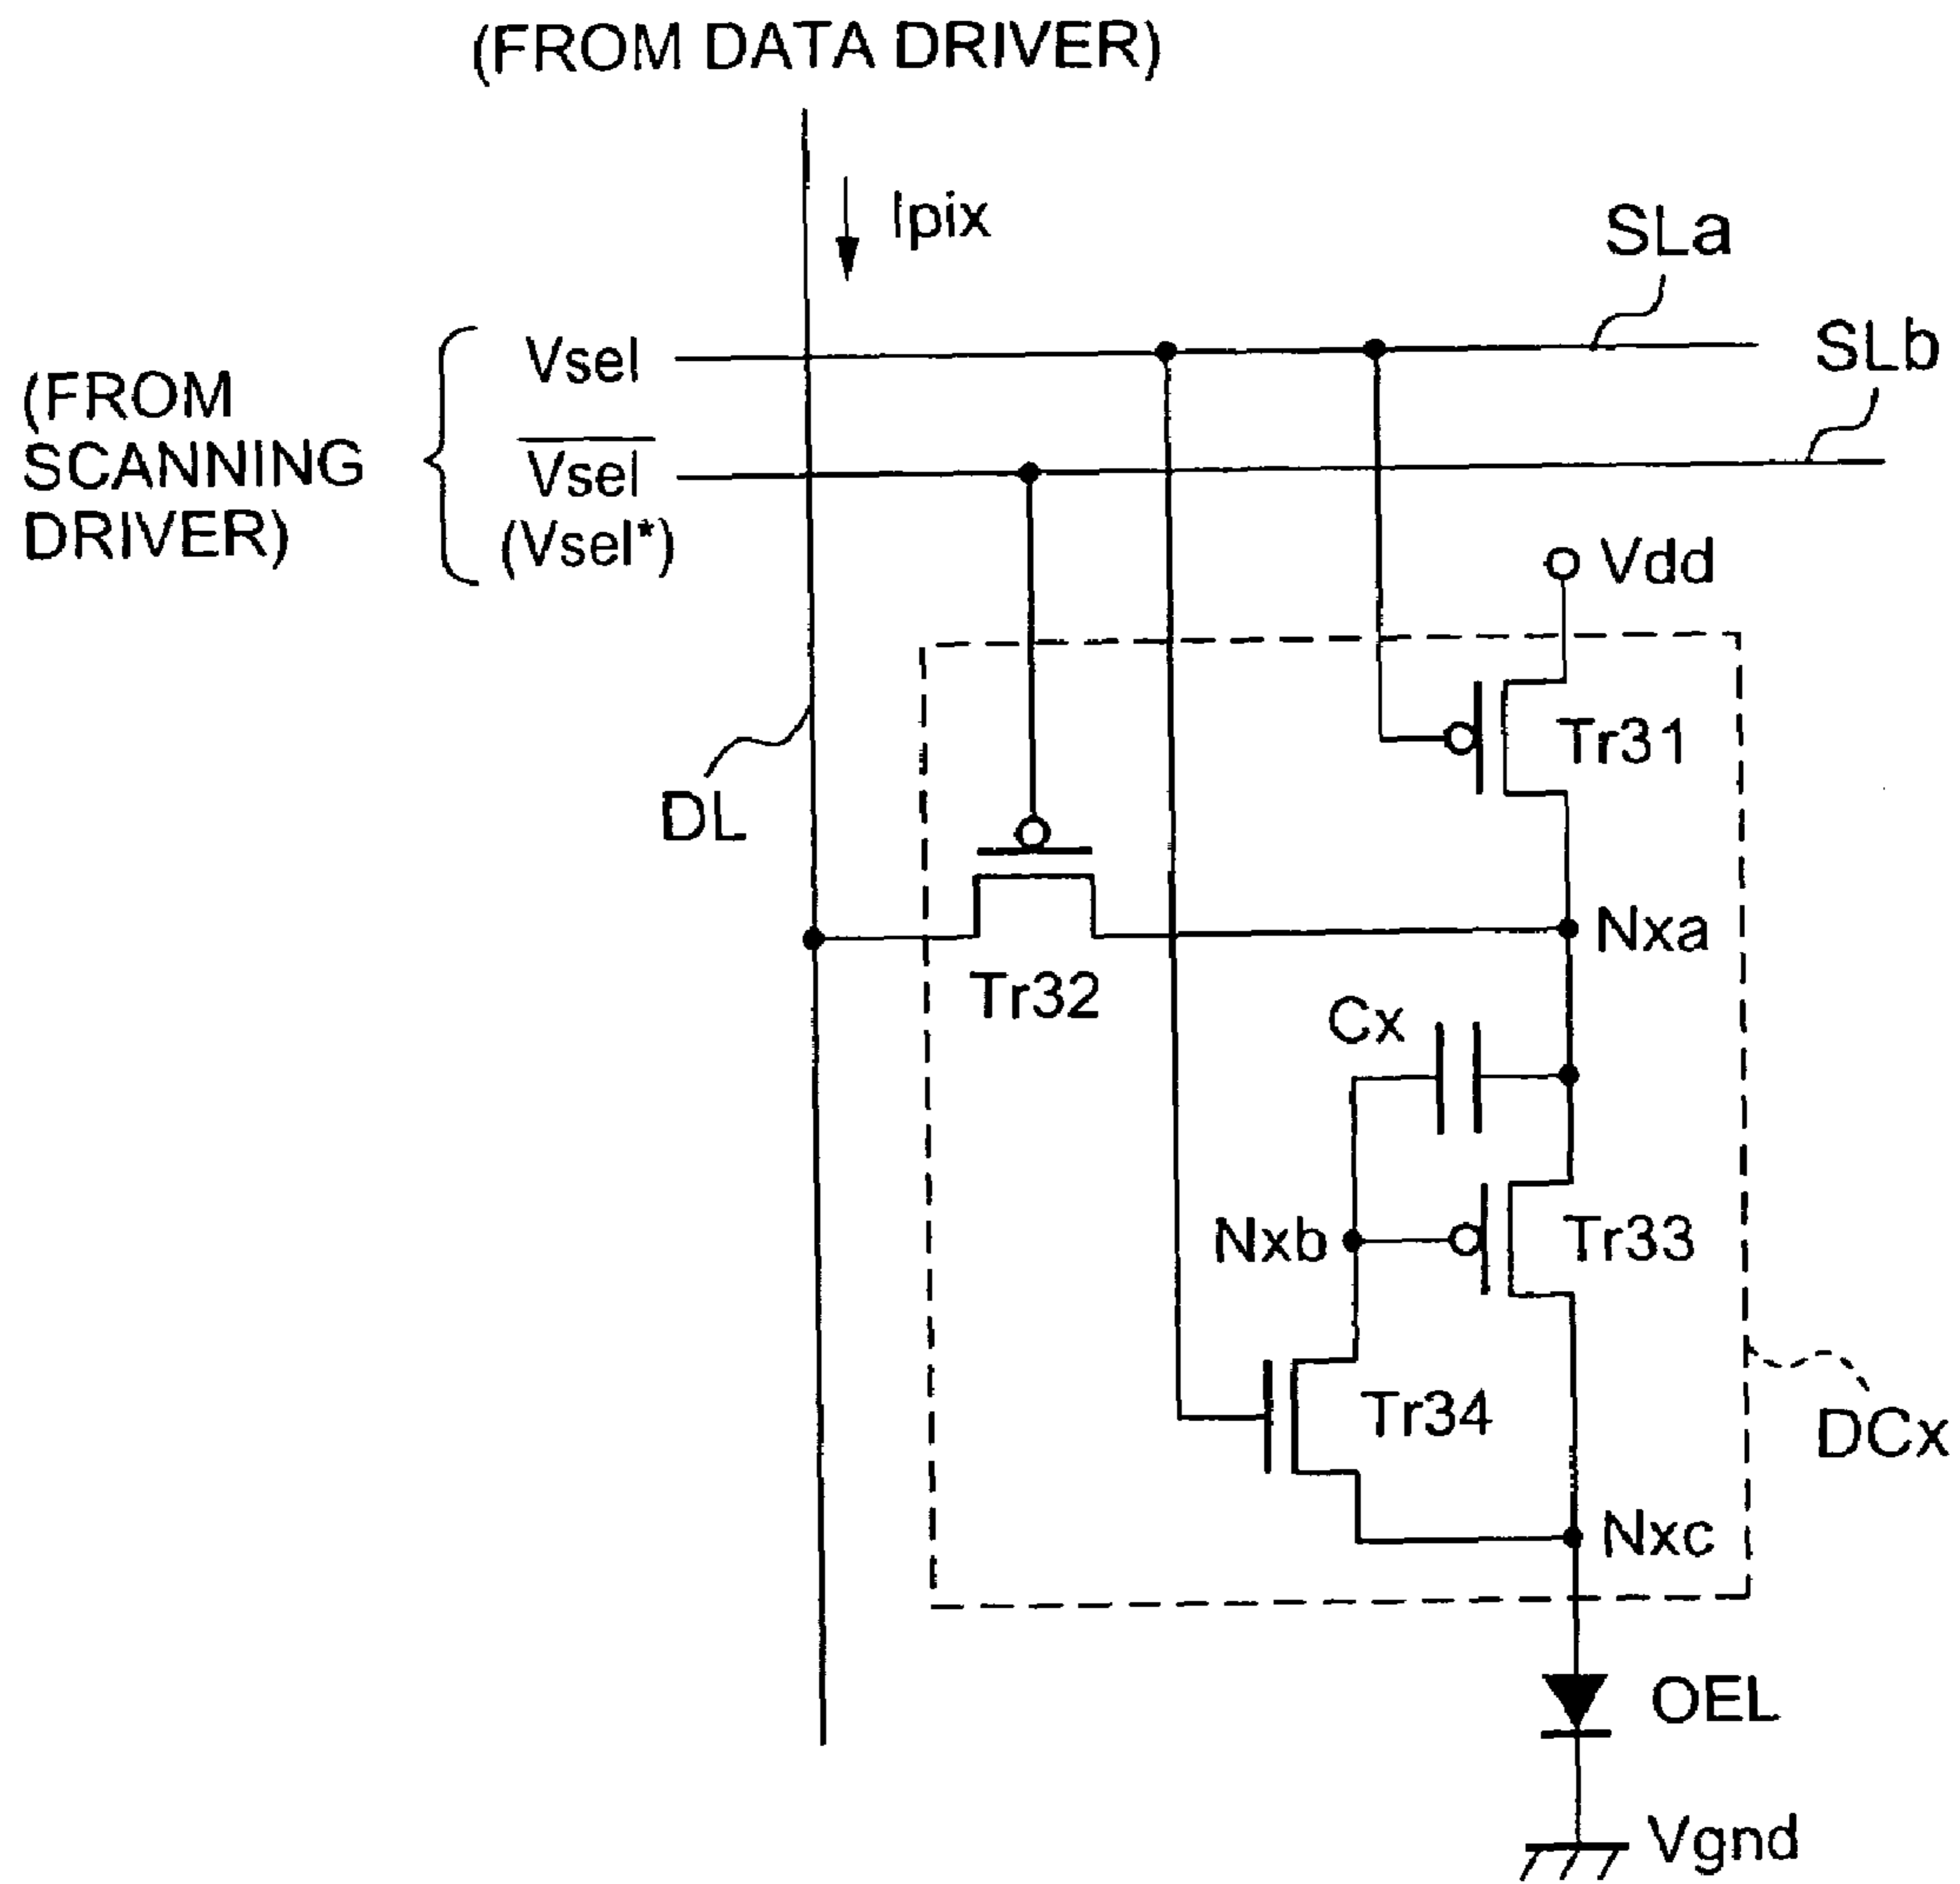 (FROM DATA DRIVER)
Ipix
SLa
SLb
Vsel
(FROM
SCANNING
DRIVER)
V̅s̅e̅l̅
(Vsel*)
Vdd
Tr31
DL
Nxa
Tr32
Cx
Nxb
Tr33
Tr34
DCx
Nxc
OEL
Vgnd